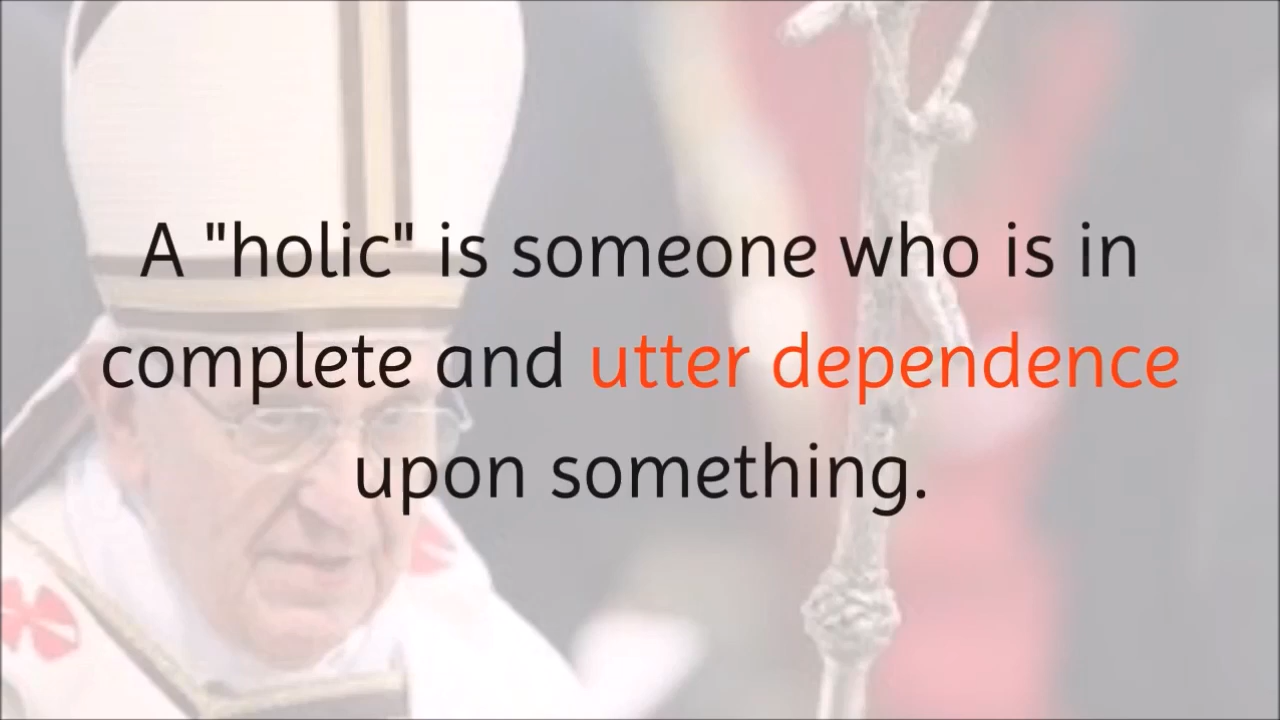 A "holic" is someone who is in
complete and utter dependence
upon something.